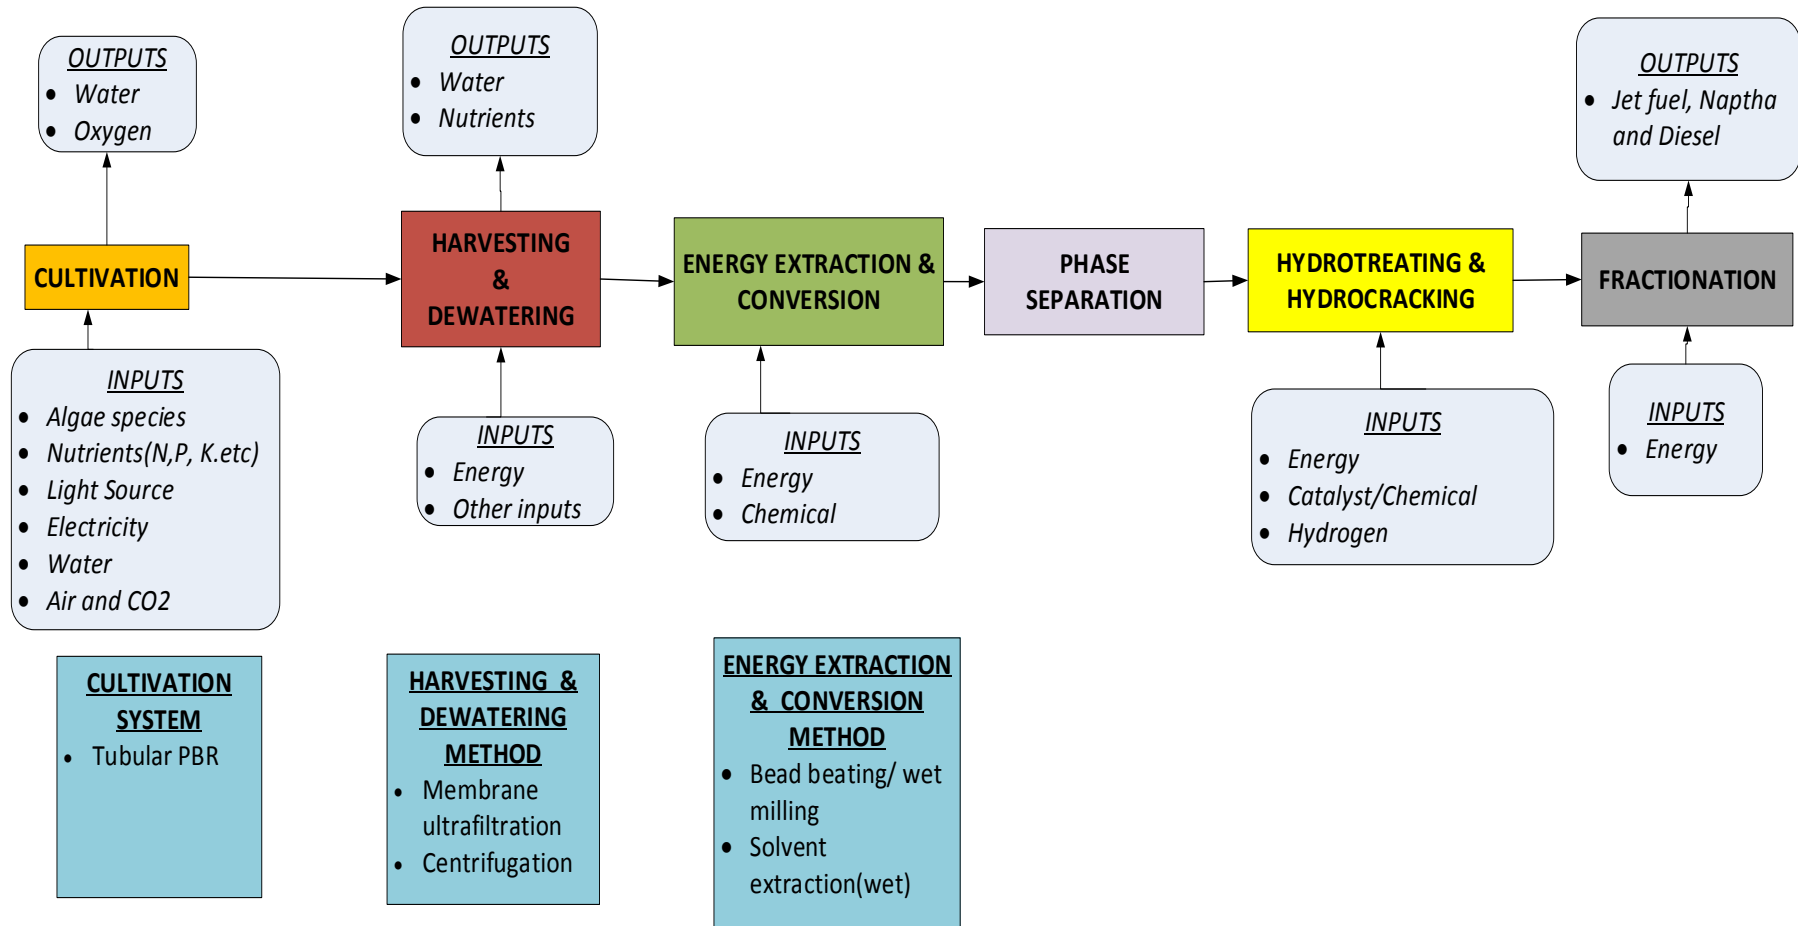 OUTPUTS
• Water
• Oxygen
OUTPUTS
• Water
• Nutrients
OUTPUTS
• Jet fuel, Naptha
and Diesel
CULTIVATION
HARVESTING
&
DEWATERING
ENERGY EXTRACTION &
CONVERSION
PHASE
SEPARATION
HYDROTREATING &
HYDROCRACKING
FRACTIONATION
INPUTS
• Algae species
• Nutrients(N,P, K.etc)
• Light Source
• Electricity
• Water
• Air and CO2
INPUTS
• Energy
• Other inputs
INPUTS
• Energy
• Chemical
INPUTS
• Energy
• Catalyst/Chemical
• Hydrogen
INPUTS
• Energy
CULTIVATION
SYSTEM
• Tubular PBR
HARVESTING &
DEWATERING
METHOD
• Membrane
ultrafiltration
• Centrifugation
ENERGY EXTRACTION
& CONVERSION
METHOD
• Bead beating/ wet
milling
• Solvent
extraction(wet)